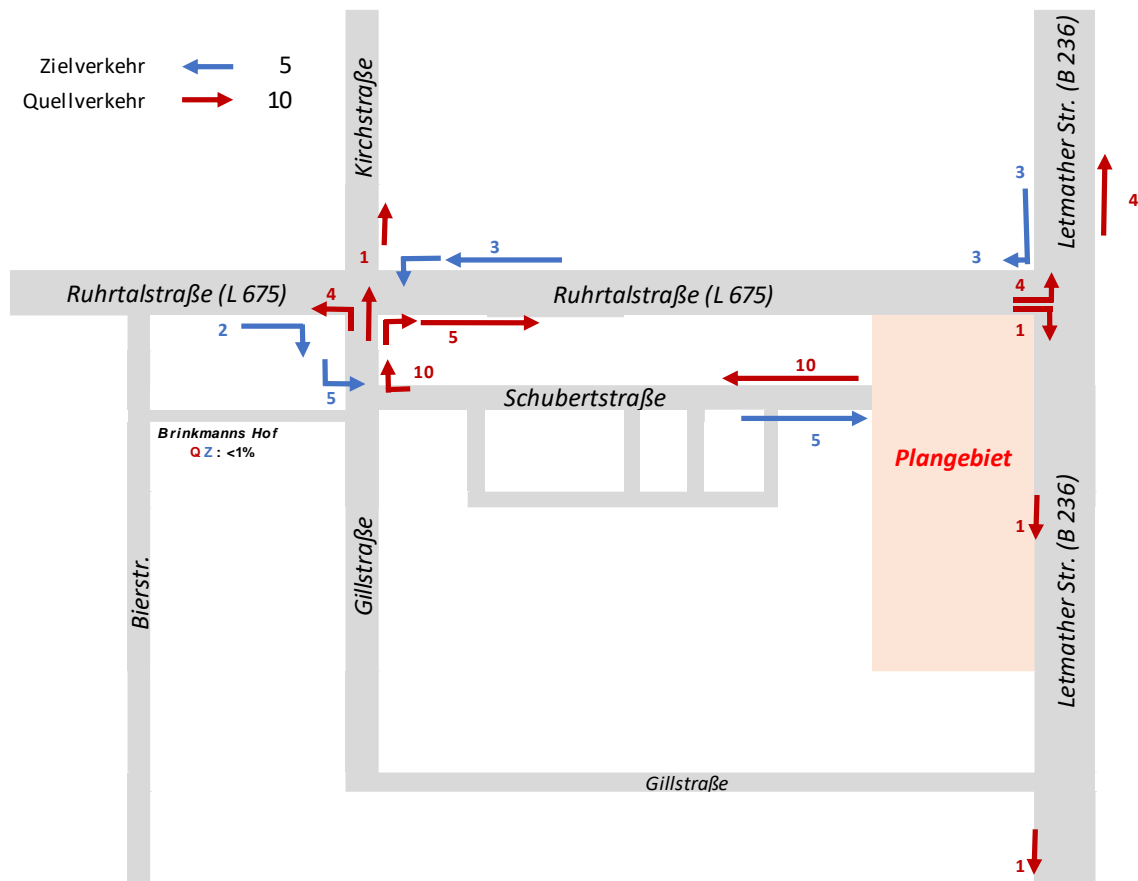 Zielverkehr 5
Quellverkehr 10
Kirchstraße
Letmather Str. (B 236)
3
4
1
3
3
Ruhrtalstraße (L 675)
4
Ruhrtalstraße (L 675)
4
2
5
1
10
10
5
Schubertstraße
5
Brinkmanns Hof
Q Z : <1%
Plangebiet
1
Bierstr.
Gillstraße
Letmather Str. (B 236)
Gillstraße
1